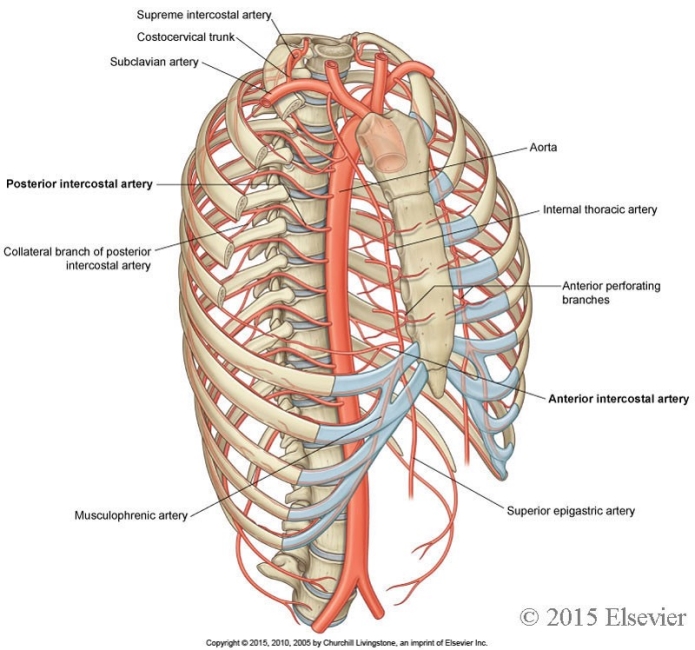 Supreme intercostal artery
Costocervical trunk
Subclavian artery
Aorta
Posterior intercostal artery
Internal thoracic artery
Collateral branch of posterior
intercostal artery
Anterior perforating
branches
Anterior intercostal artery
Musculophrenic artery
Superior epigastric artery
© 2015 Elsevier
Copyright © 2015, 2010, 2005 by Churchill Livingstone, an imprint of Elsevier Inc.